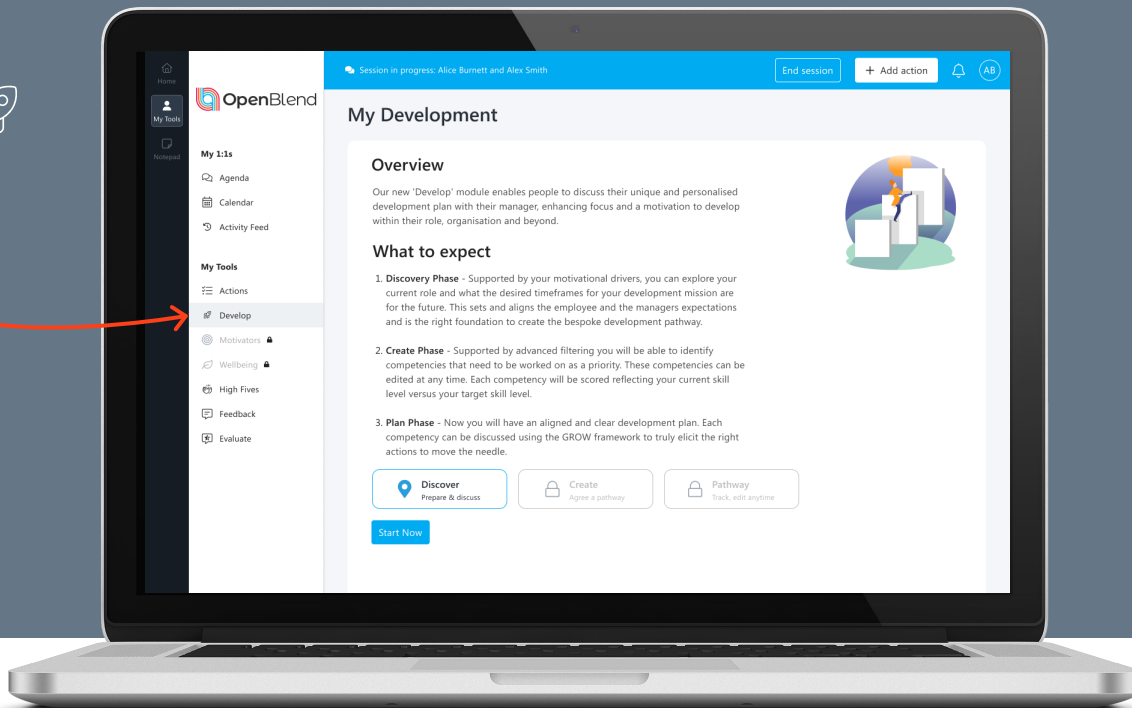 Home
My Tools
Notepad
OpenBlend
My 1:1s
Agenda
Calendar
Activity Feed
My Tools
Actions
Develop
Motivators
Wellbeing
High Fives
Feedback
Evaluate
Session in progress: Alice Burnett and Alex Smith
End session
+ Add action
AB
My Development
Overview
Our new 'Develop' module enables people to discuss their unique and personalised
development plan with their manager, enhancing focus and a motivation to develop
within their role, organisation and beyond.
What to expect
1. Discovery Phase - Supported by your motivational drivers, you can explore your
current role and what the desired timeframes for your development mission are
for the future. This sets and aligns the employee and the managers expectations
and is the right foundation to create the bespoke development pathway.
2. Create Phase - Supported by advanced filtering you will be able to identify
competencies that need to be worked on as a priority. These competencies can be
edited at any time. Each competency will be scored reflecting your current skill
level versus your target skill level.
3. Plan Phase - Now you will have an aligned and clear development plan. Each
competency can be discussed using the GROW framework to truly elicit the right
actions to move the needle.
Discover
Prepare & discuss
Create
Agree a pathway
Pathway
Track, edit anytime
Start Now